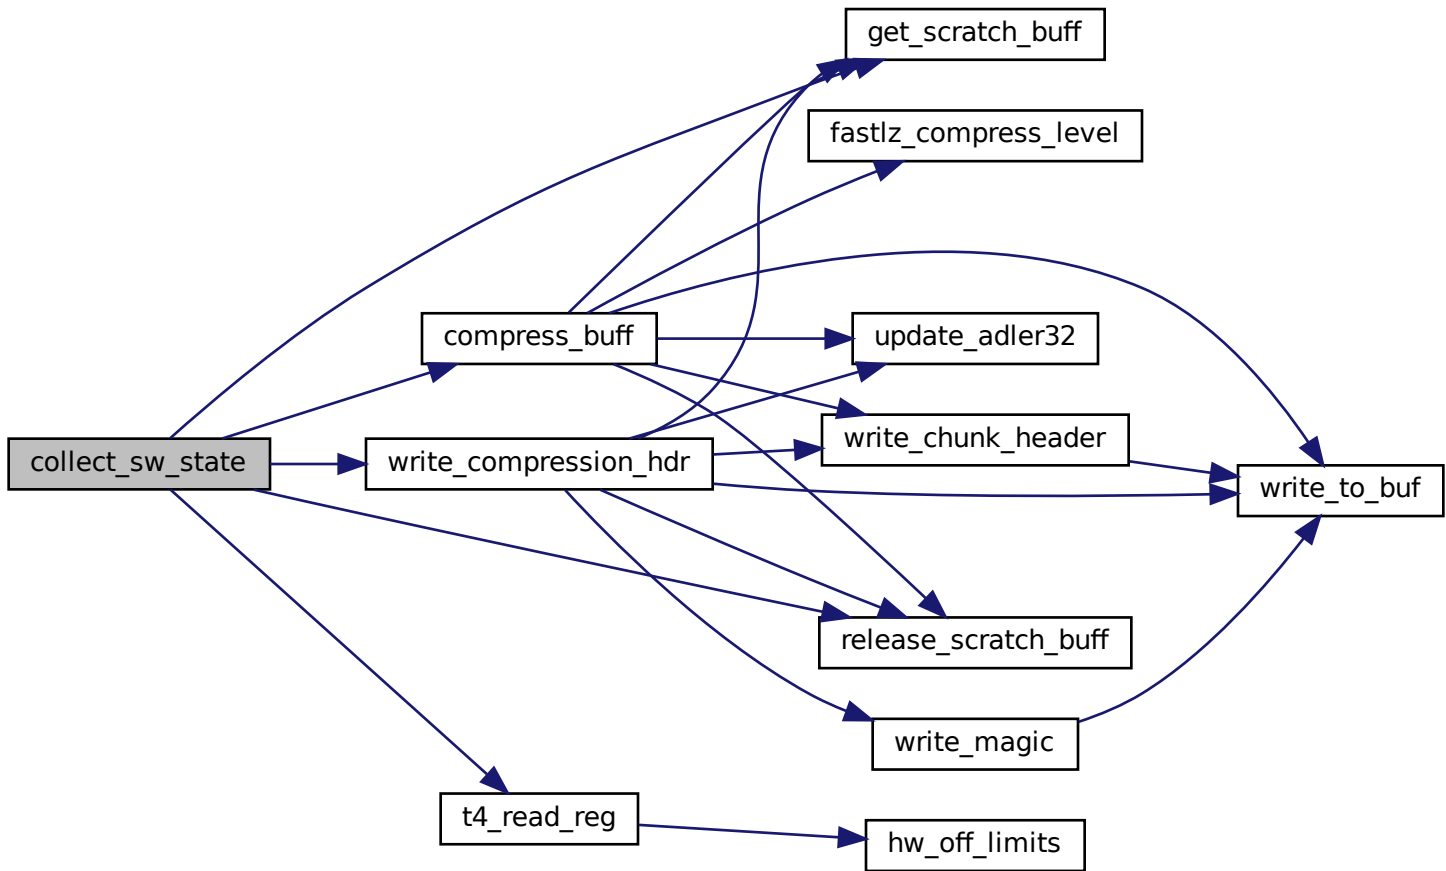 get_scratch_buff
fastlz_compress_level
compress_buff
update_adler32
write_chunk_header
collect_sw_state
write_compression_hdr
write_to_buf
release_scratch_buff
write_magic
t4_read_reg
hw_off_limits